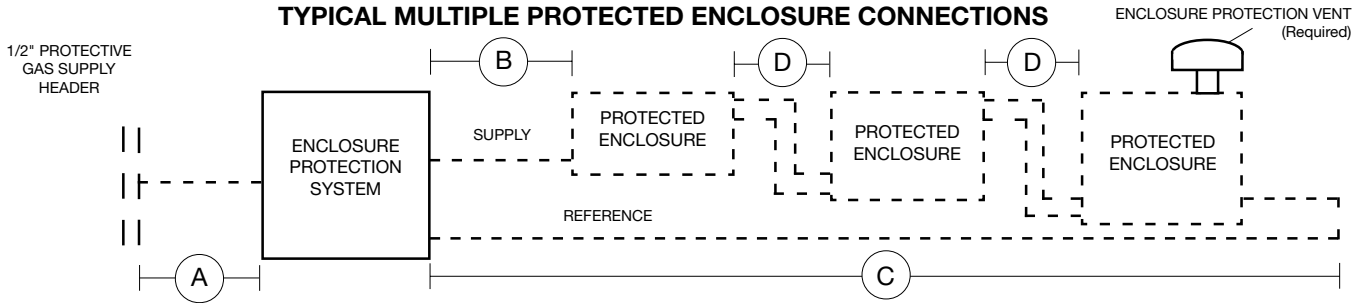 TYPICAL MULTIPLE PROTECTED ENCLOSURE CONNECTIONS
ENCLOSURE PROTECTION VENT
(Required)
1/2" PROTECTIVE
GAS SUPPLY
HEADER
B
D
D
ENCLOSURE
PROTECTION
SYSTEM
SUPPLY
PROTECTED
ENCLOSURE
PROTECTED
ENCLOSURE
PROTECTED
ENCLOSURE
REFERENCE
A
C